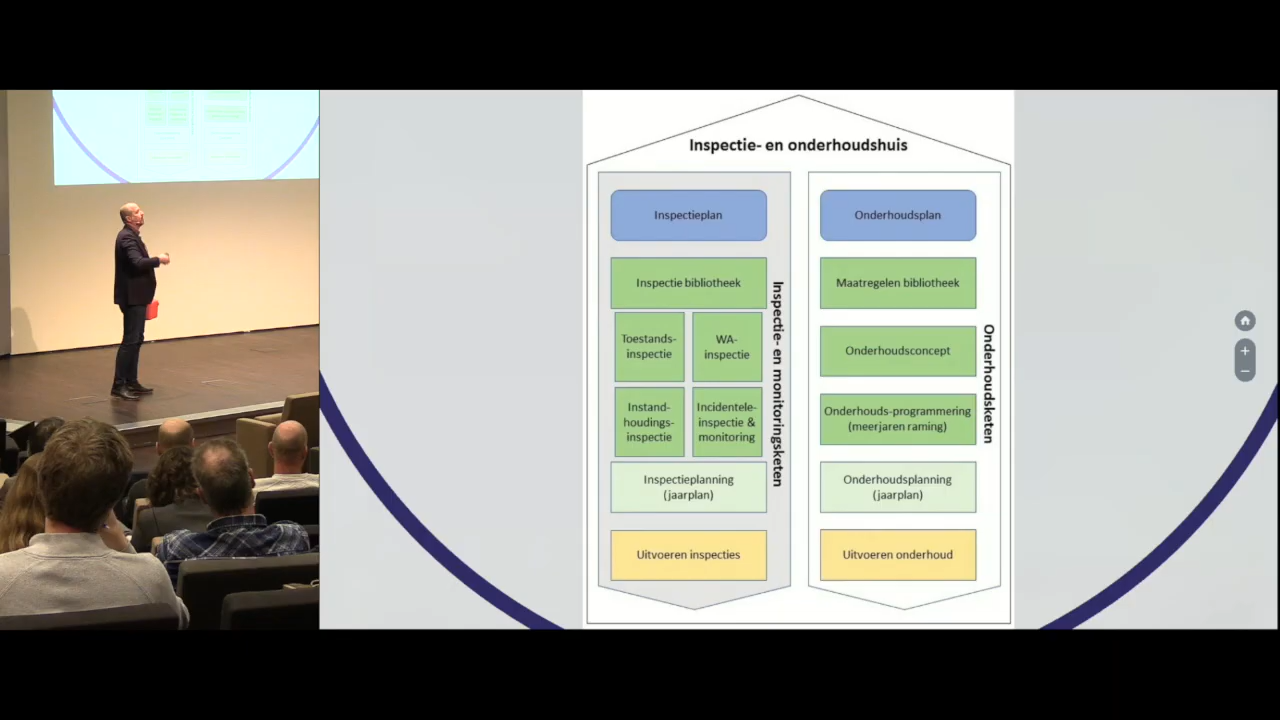 Inspectie- en onderhoudshuis
Inspectieplan
Inspectie bibliotheek
Toestands-
inspectie
WA-
inspectie
Instand-
houdings-
inspectie
Incidentele-
inspectie &
monitoring
Inspectieplanning
(jaarplan)
Uitvoeren inspecties
Inspectie- en monitoringsketen
Onderhoudsplan
Maatregelen bibliotheek
Onderhoudsconcept
Onderhouds-programmering
(meerjaren raming)
Onderhoudsplanning
(jaarplan)
Uitvoeren onderhoud
Onderhoudsketen